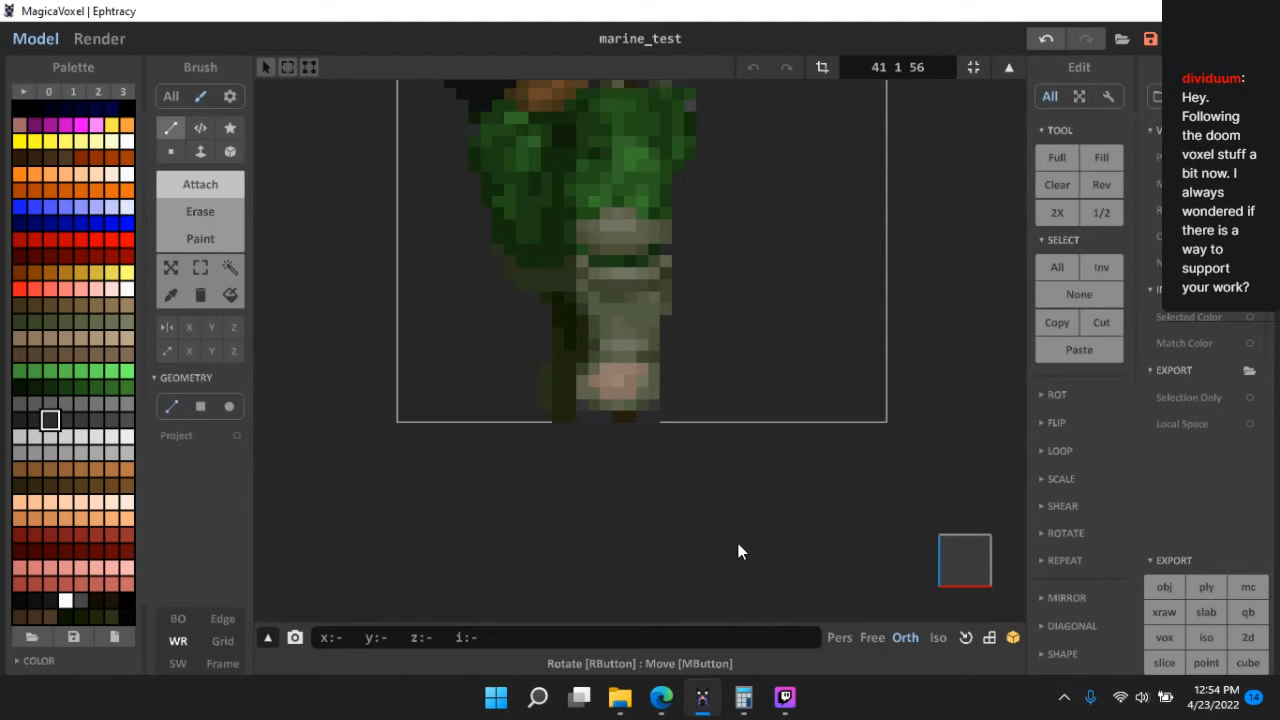 MagicaVoxel | Ephtracy
Model Render
marine_test
Palette
0 1 2 3
COLOR
Brush
All
Attach
Erase
Paint
X Y Z
X Y Z
GEOMETRY
Project
BO Edge
WR Grid
SW Frame
41 1 56
x:- y:- z:- i:-
Pers Free Orth Iso
Rotate [RButton] : Move [MButton]
Edit
All
TOOL
Full Fill
Clear Rev
2X 1/2
SELECT
All Inv
None
Copy Cut
Paste
ROT
FLIP
LOOP
SCALE
SHEAR
ROTATE
REPEAT
MIRROR
DIAGONAL
SHAPE
dividuum:
Hey.
Following
the doom
voxel stuff a
bit now. I
always
wondered if
there is a
way to
support
your work?
Selected Color
Match Color
EXPORT
Selection Only
Local Space
EXPORT
obj ply mc
xraw slab qb
vox iso 2d
slice point cube
12:54 PM
4/23/2022
14